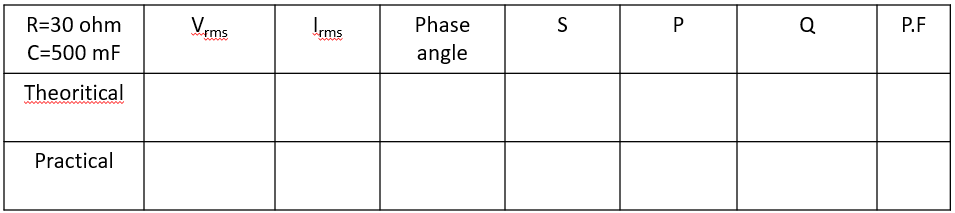 R=30 ohm
C=500 mF
Vrms
Irms
Phase
angle
S
P
Q
P.F
Theoritical
Practical